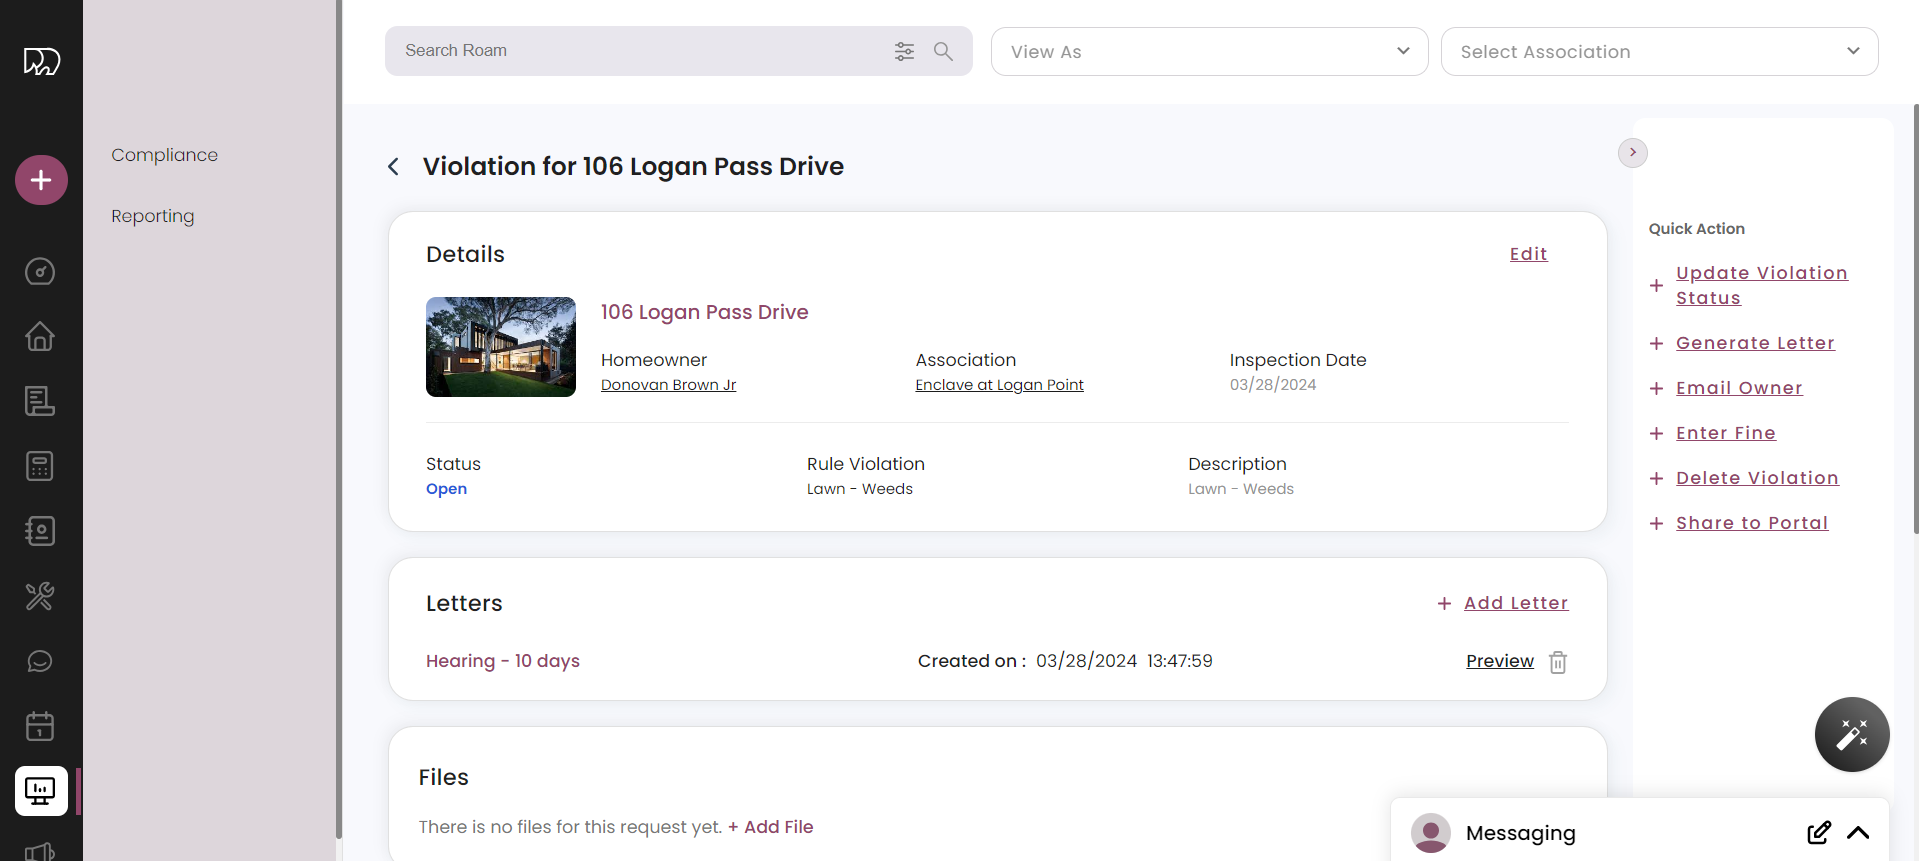 Search Roam
View As
Select Association
Compliance
Reporting
Violation for 106 Logan Pass Drive
Details
Edit
106 Logan Pass Drive
Homeowner
Donovan Brown Jr
Association
Enclave at Logan Point
Inspection Date
03/28/2024
Status
Open
Rule Violation
Lawn - Weeds
Description
Lawn - Weeds
Letters
+ Add Letter
Hearing - 10 days
Created on : 03/28/2024 13:47:59
Preview
Files
There is no files for this request yet. + Add File
Quick Action
+ Update Violation
Status
+ Generate Letter
+ Email Owner
+ Enter Fine
+ Delete Violation
+ Share to Portal
Messaging
1